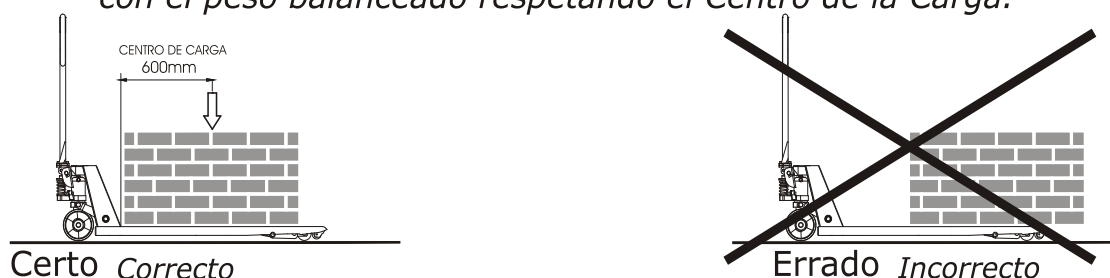 con el peso balanceado respetando el Centro de la Carga.
CENTRO DE CARGA
600mm
Certo Correcto
Errado Incorrecto